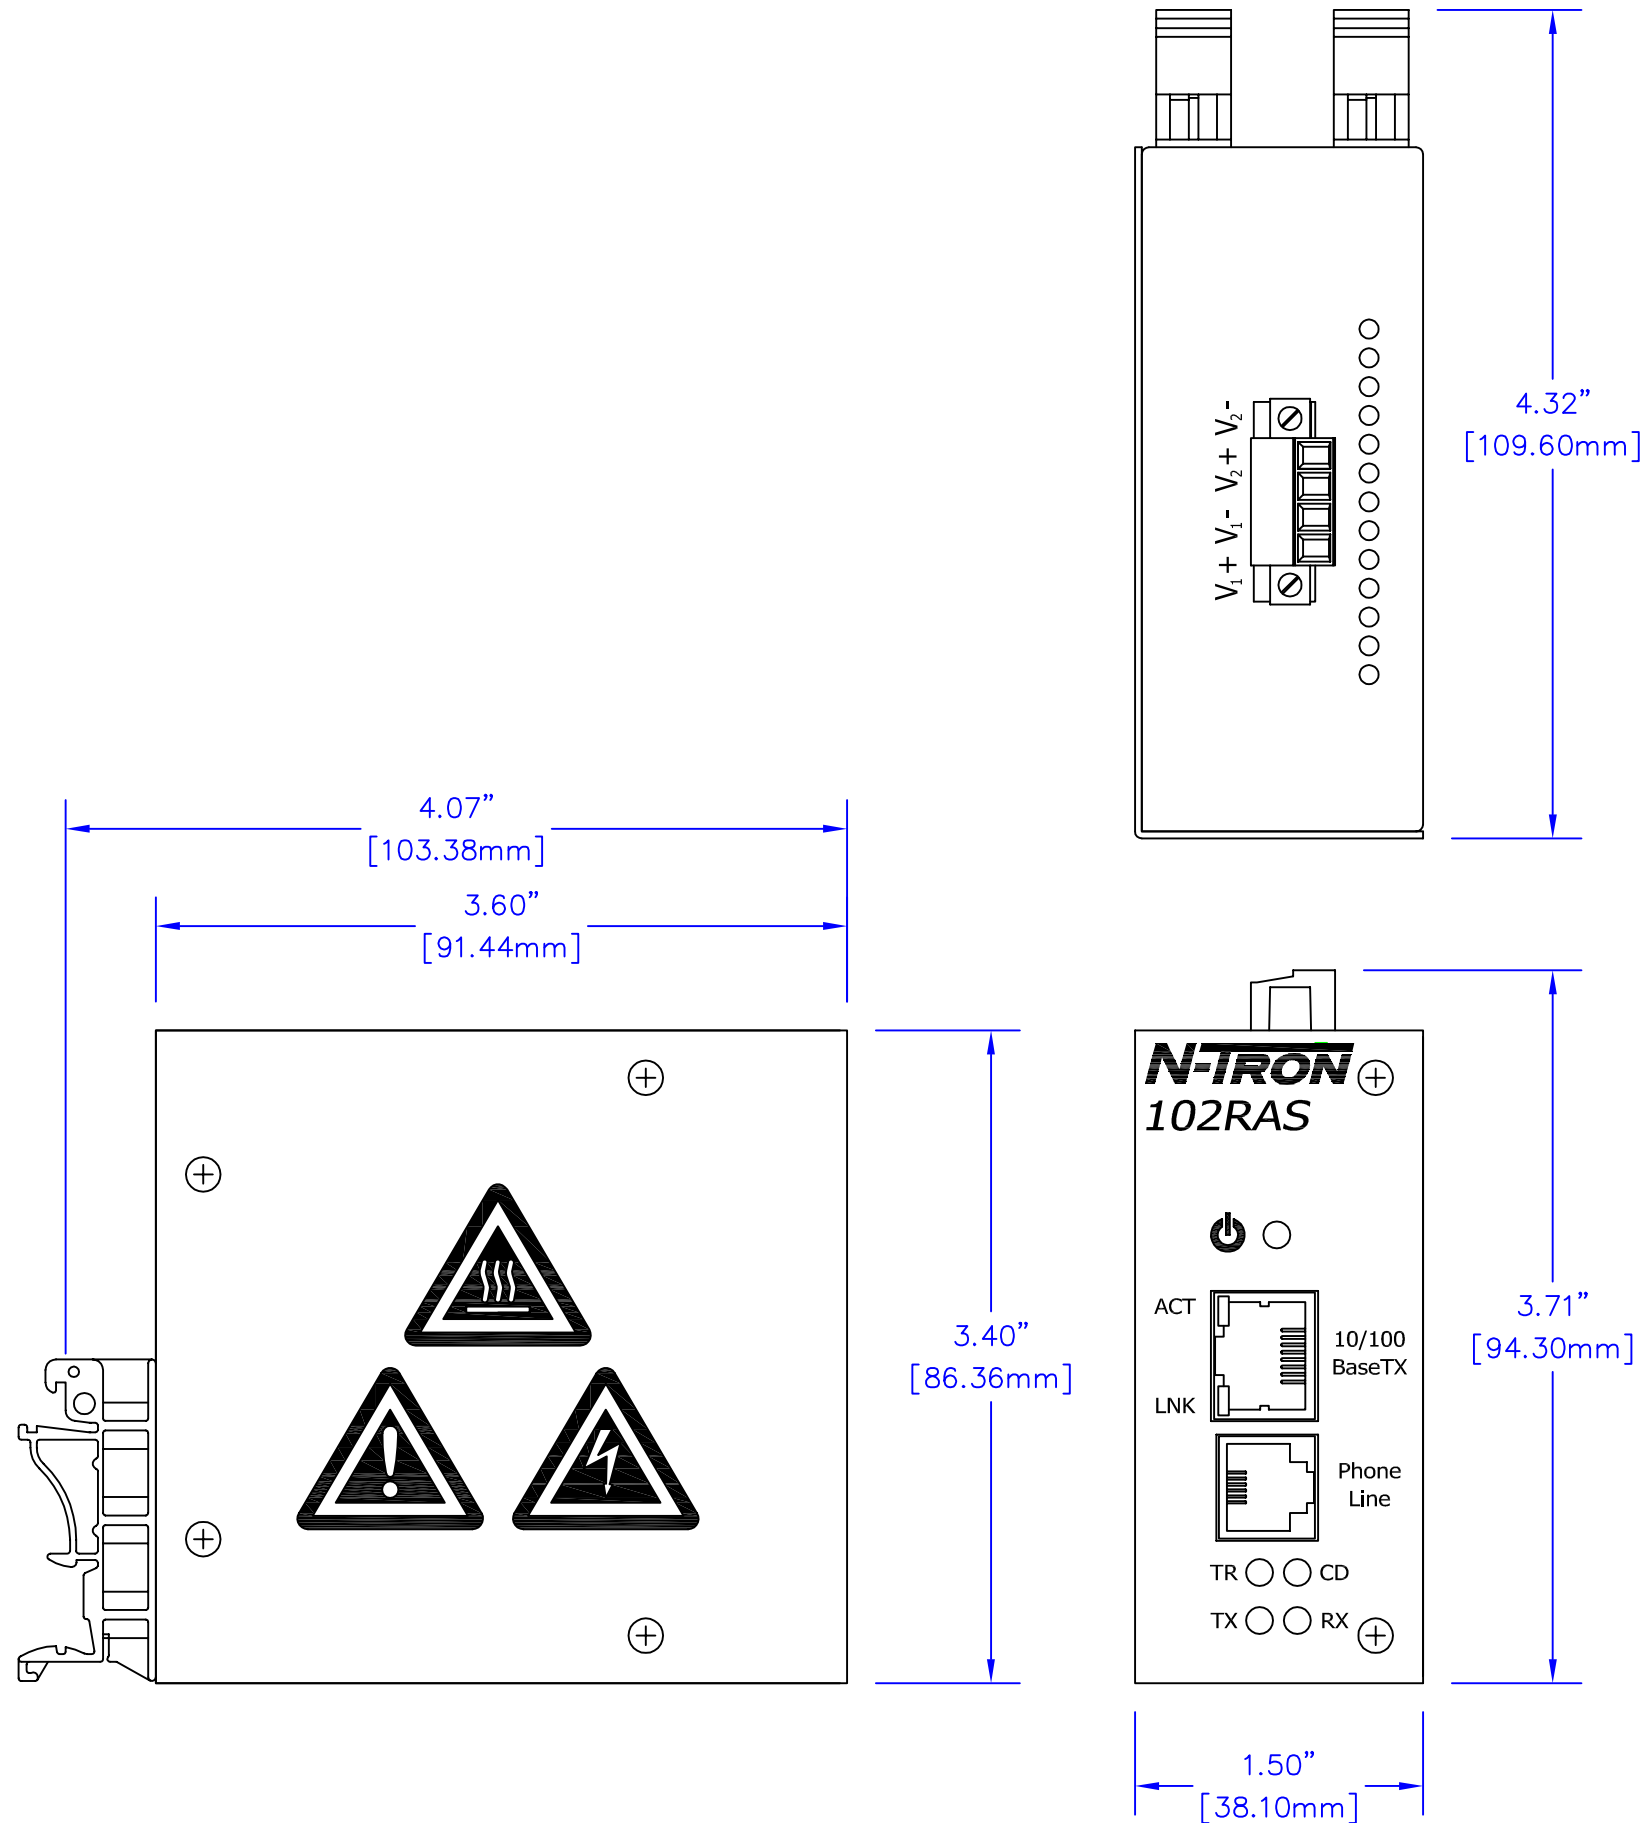 4.32"
[109.60mm]
V₁+ V₁- V₂+ V₂-
4.07"
[103.38mm]
3.60"
[91.44mm]
N-TRON
102RAS
ACT
10/100
BaseTX
LNK
Phone
Line
TR CD
TX RX
3.40"
[86.36mm]
3.71"
[94.30mm]
1.50"
[38.10mm]